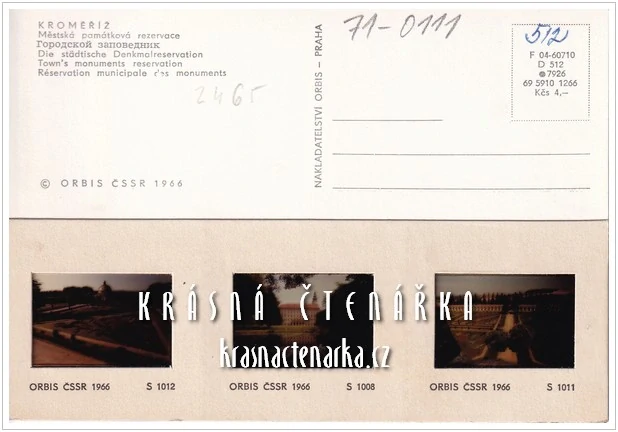 KROMĚŘÍŽ
Městská památková rezervace
Городской заповедник
Die städtische Denkmalreservation
Town's monuments reservation
Réservation municipale des monuments
2465
© ORBIS ČSSR 1966
NAKLADATELSTVÍ ORBIS – PRAHA
71-0111
512
F 04-60710
D 512
7926
69 5910 1266
Kčs 4,–
KRÁSNÁ ČTENÁŘKA
krasnactenarka.cz
ORBIS ČSSR 1966 S 1012
ORBIS ČSSR 1966 S 1008
ORBIS ČSSR 1966 S 1011